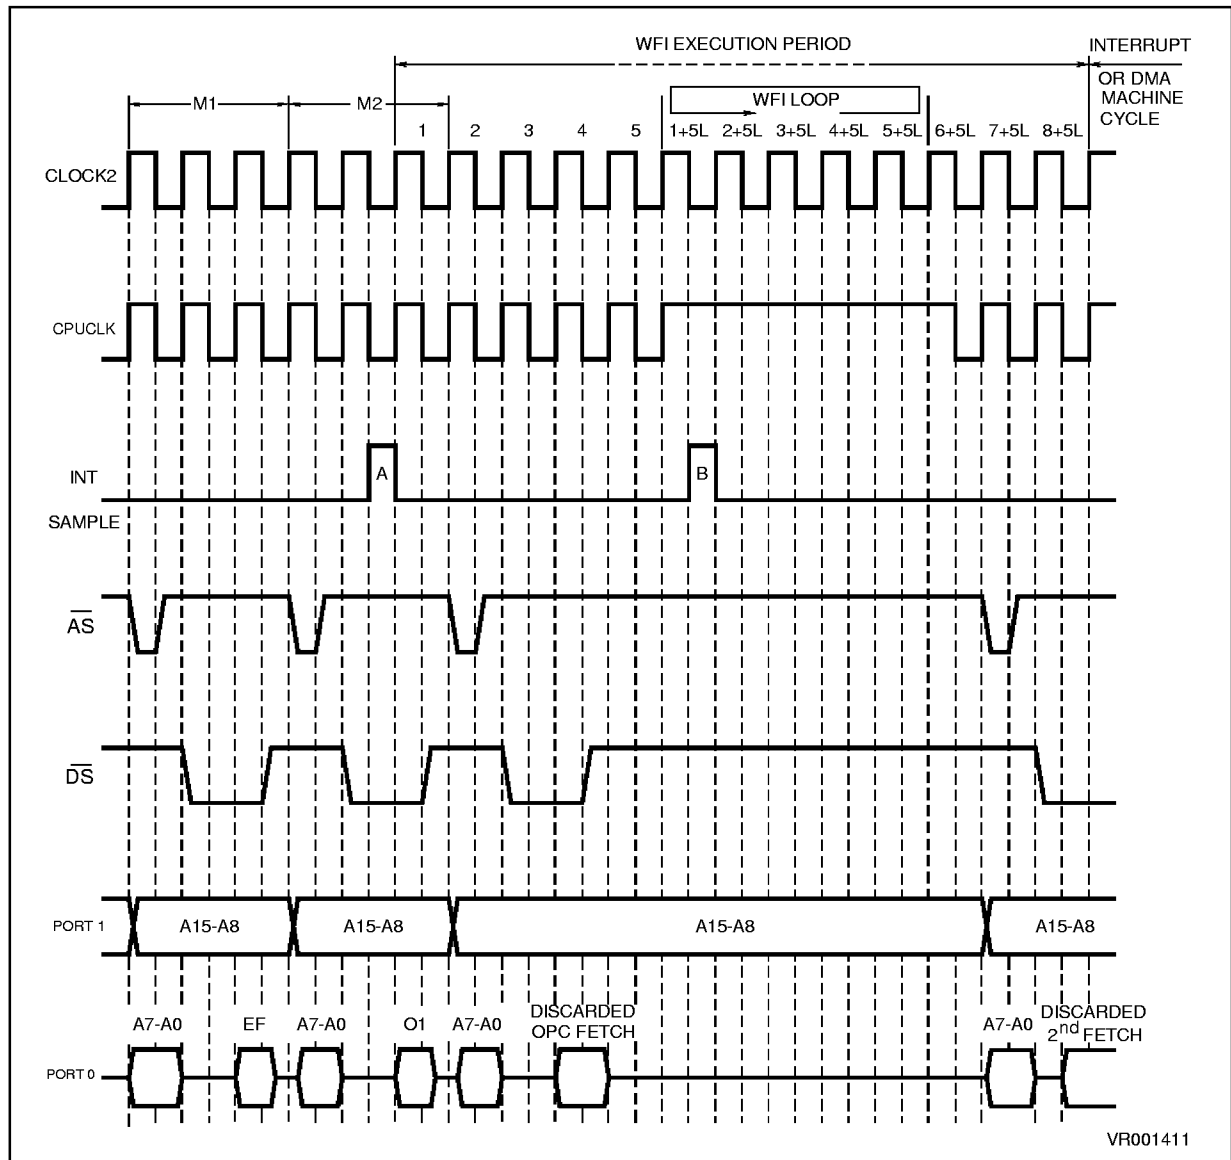 WFI EXECUTION PERIOD
INTERRUPT
OR DMA
MACHINE
CYCLE
M1
M2
WFI LOOP
1 2 3 4 5 1+5L 2+5L 3+5L 4+5L 5+5L 6+5L 7+5L 8+5L
CLOCK2
CPUCLK
INT
A
B
SAMPLE
AS
DS
PORT 1
A15-A8 A15-A8 A15-A8 A15-A8
A7-A0 EF A7-A0 O1 A7-A0
DISCARDED
OPC FETCH
A7-A0
DISCARDED
2nd FETCH
PORT 0
VR001411